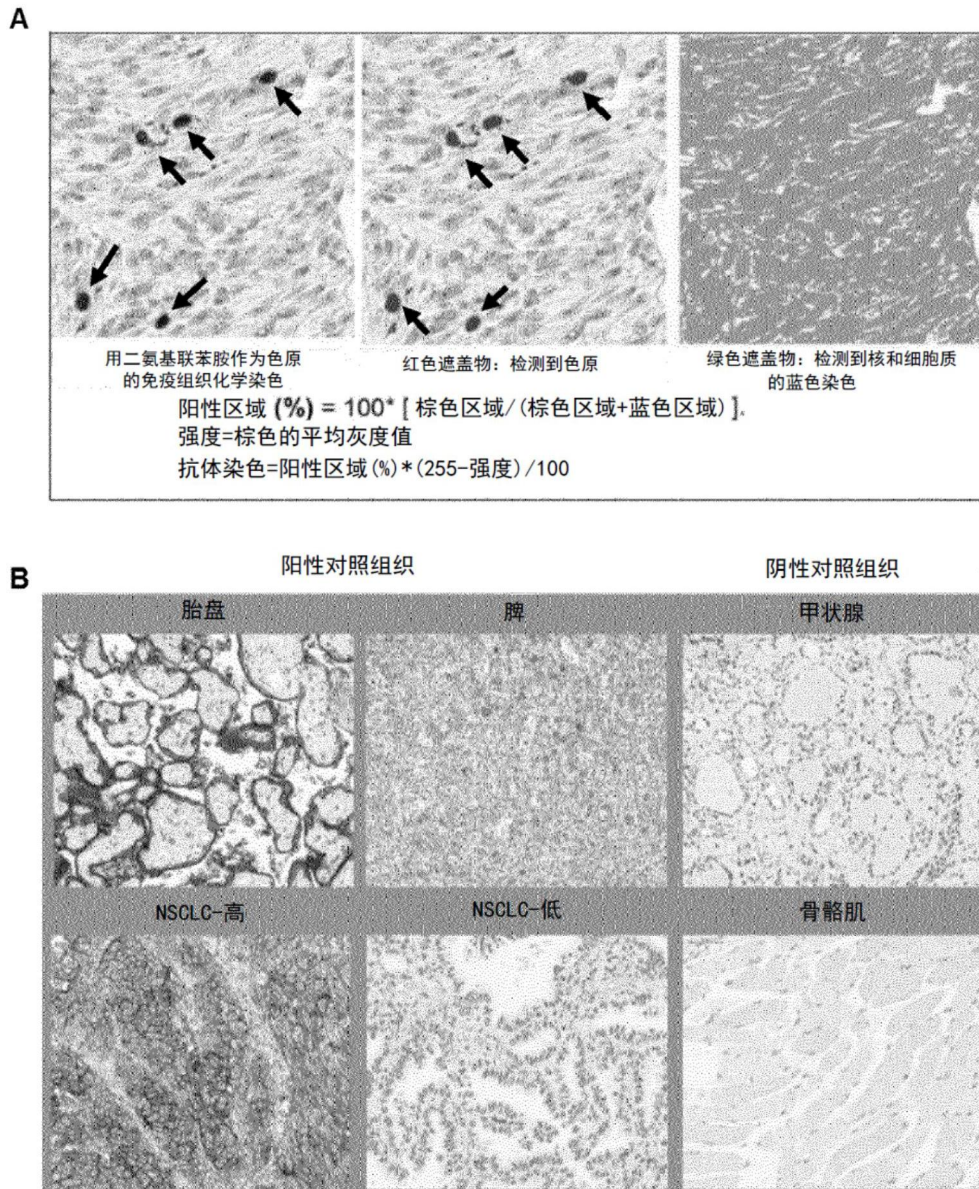 A
用二氨基联苯胺作为色原
的免疫组织化学染色
红色遮盖物：检测到色原
绿色遮盖物：检测到核和细胞质
的蓝色染色
阳性区域 (%) = 100* [ 棕色区域/(棕色区域+蓝色区域) ]。
强度=棕色的平均灰度值
抗体染色=阳性区域(%)*(255-强度)/100
B
阳性对照组织
阴性对照组织
胎盘
脾
甲状腺
NSCLC-高
NSCLC-低
骨骼肌